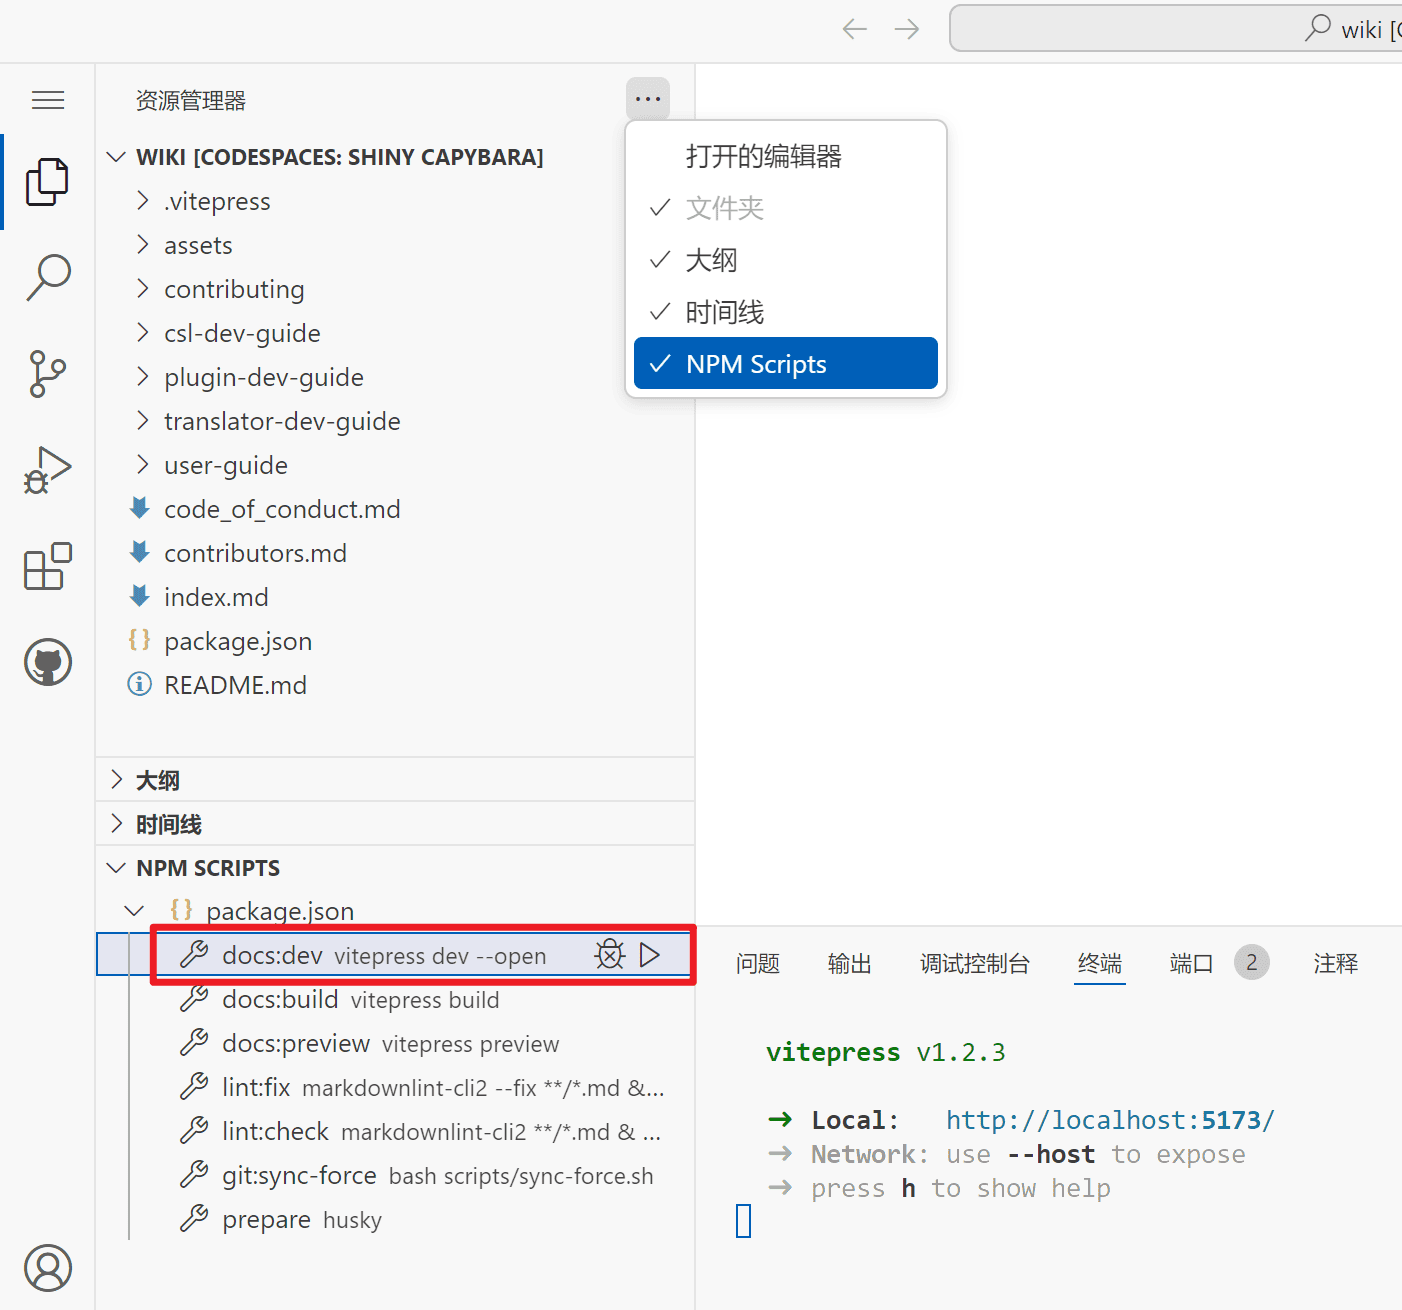 wiki [C
资源管理器
···
WIKI [CODESPACES: SHINY CAPYBARA]
.vitepress
assets
contributing
csl-dev-guide
plugin-dev-guide
translator-dev-guide
user-guide
code_of_conduct.md
contributors.md
index.md
{} package.json
README.md
打开的编辑器
文件夹
大纲
时间线
NPM Scripts
大纲
时间线
NPM SCRIPTS
{} package.json
docs:dev vitepress dev --open
docs:build vitepress build
docs:preview vitepress preview
lint:fix markdownlint-cli2 --fix **/*.md &...
lint:check markdownlint-cli2 **/*.md & ...
git:sync-force bash scripts/sync-force.sh
prepare husky
问题 输出 调试控制台 终端 端口 2 注释
vitepress v1.2.3
➜ Local: http://localhost:5173/
➜ Network: use --host to expose
➜ press h to show help